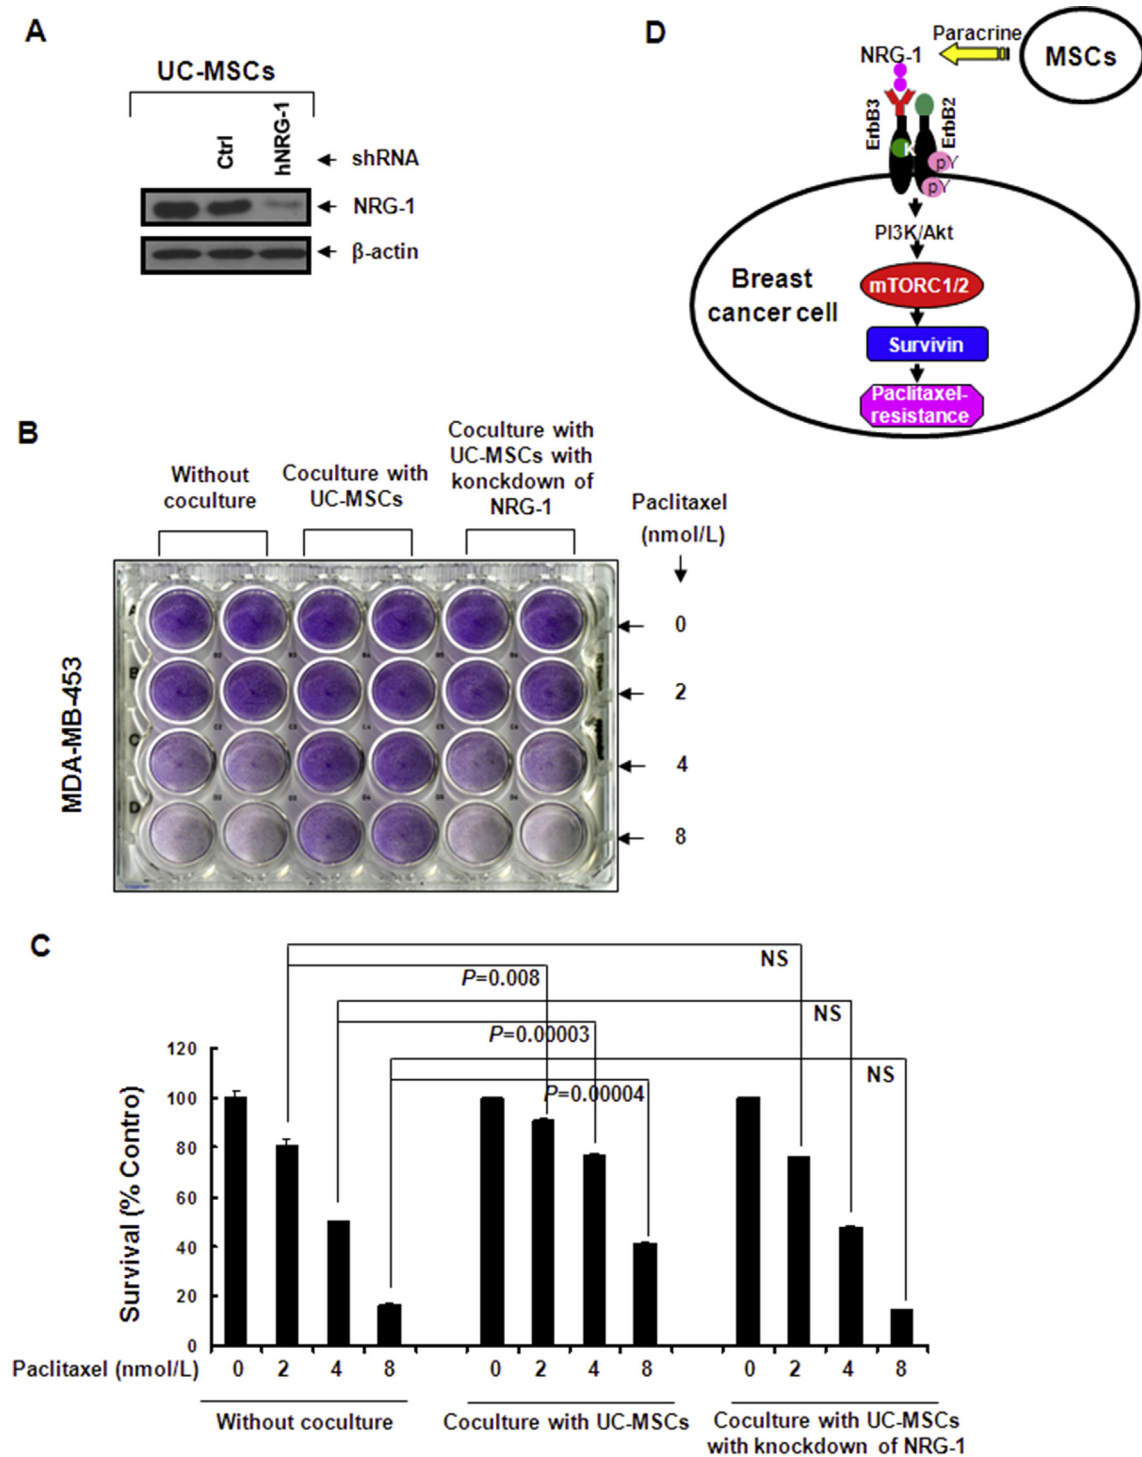 A
UC-MSCs
Ctrl
hNRG-1
shRNA
NRG-1
β-actin
D
Paracrine
MSCs
NRG-1
ErbB3
ErbB2
K
pY
pY
PI3K/Akt
Breast
cancer cell
mTORC1/2
Survivin
Paclitaxel-
resistance
B
Without
coculture
Coculture with
UC-MSCs
Coculture with
UC-MSCs with
konckdown of
NRG-1
Paclitaxel
(nmol/L)
MDA-MB-453
0
2
4
8
C
NS
P=0.008
NS
P=0.00003
NS
P=0.00004
Survival (% Contro)
120
100
80
60
40
20
0
Paclitaxel (nmol/L) 0 2 4 8 0 2 4 8 0 2 4 8
Without coculture
Coculture with UC-MSCs
Coculture with UC-MSCs
with knockdown of NRG-1